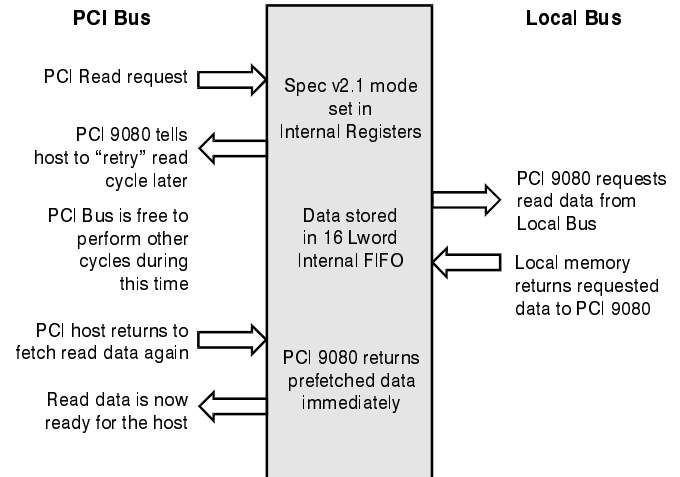 PCI Bus
Local Bus
PCI Read request
Spec v2.1 mode
set in
Internal Registers
PCI 9080 tells
host to “retry” read
cycle later
PCI 9080 requests
read data from
Local Bus
PCI Bus is free to
perform other
cycles during
this time
Data stored
in 16 Lword
Internal FIFO
Local memory
returns requested
data to PCI 9080
PCI host returns to
fetch read data again
PCI 9080 returns
prefetched data
immediately
Read data is now
ready for the host